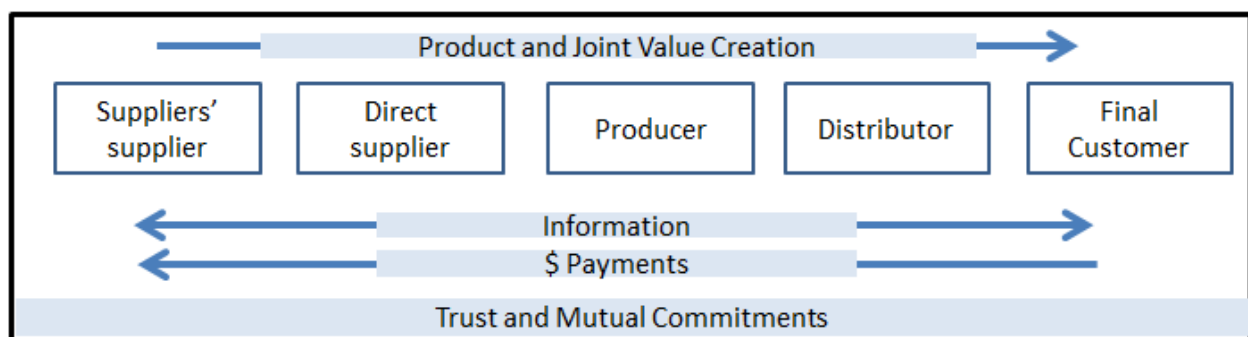 Product and Joint Value Creation
Suppliers’
supplier
Direct
supplier
Producer
Distributor
Final
Customer
Information
$ Payments
Trust and Mutual Commitments